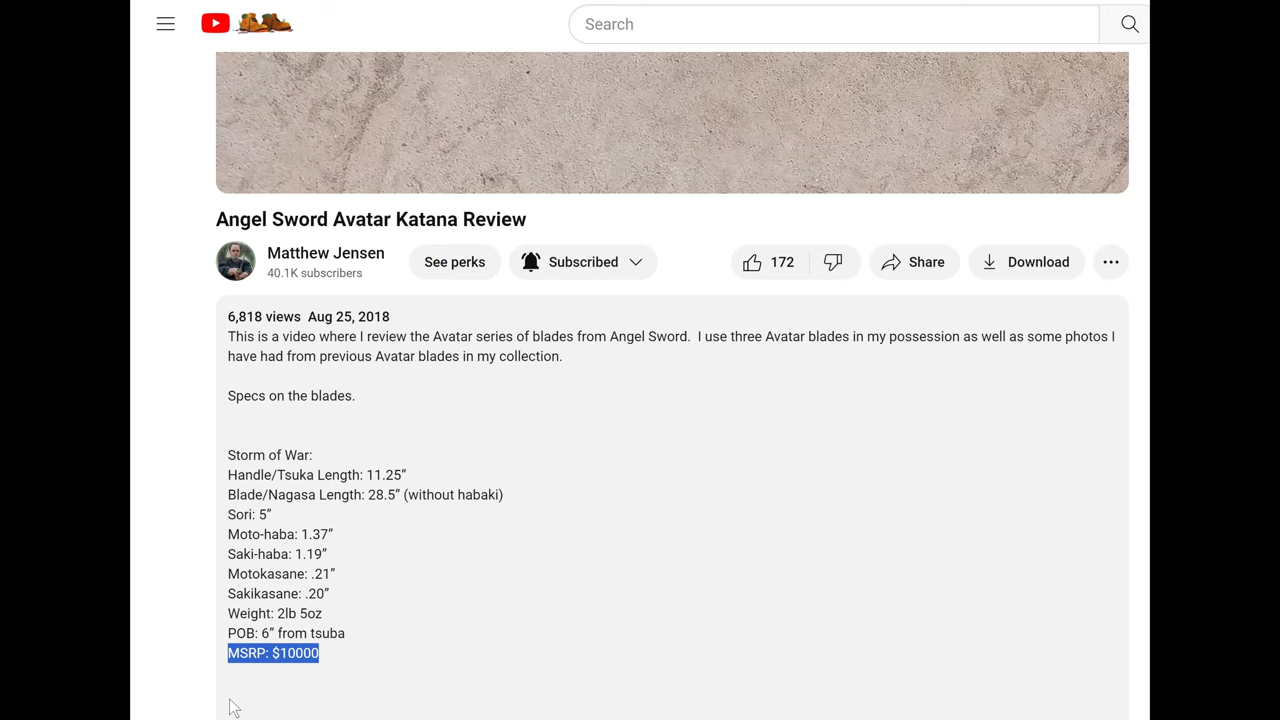 Search
Angel Sword Avatar Katana Review
Matthew Jensen
40.1K subscribers
See perks
Subscribed
172
Share
Download
6,818 views Aug 25, 2018
This is a video where I review the Avatar series of blades from Angel Sword.  I use three Avatar blades in my possession as well as some photos I
have had from previous Avatar blades in my collection.
Specs on the blades.
Storm of War:
Handle/Tsuka Length: 11.25”
Blade/Nagasa Length: 28.5” (without habaki)
Sori: 5”
Moto-haba: 1.37”
Saki-haba: 1.19”
Motokasane: .21”
Sakikasane: .20”
Weight: 2lb 5oz
POB: 6” from tsuba
MSRP: $10000